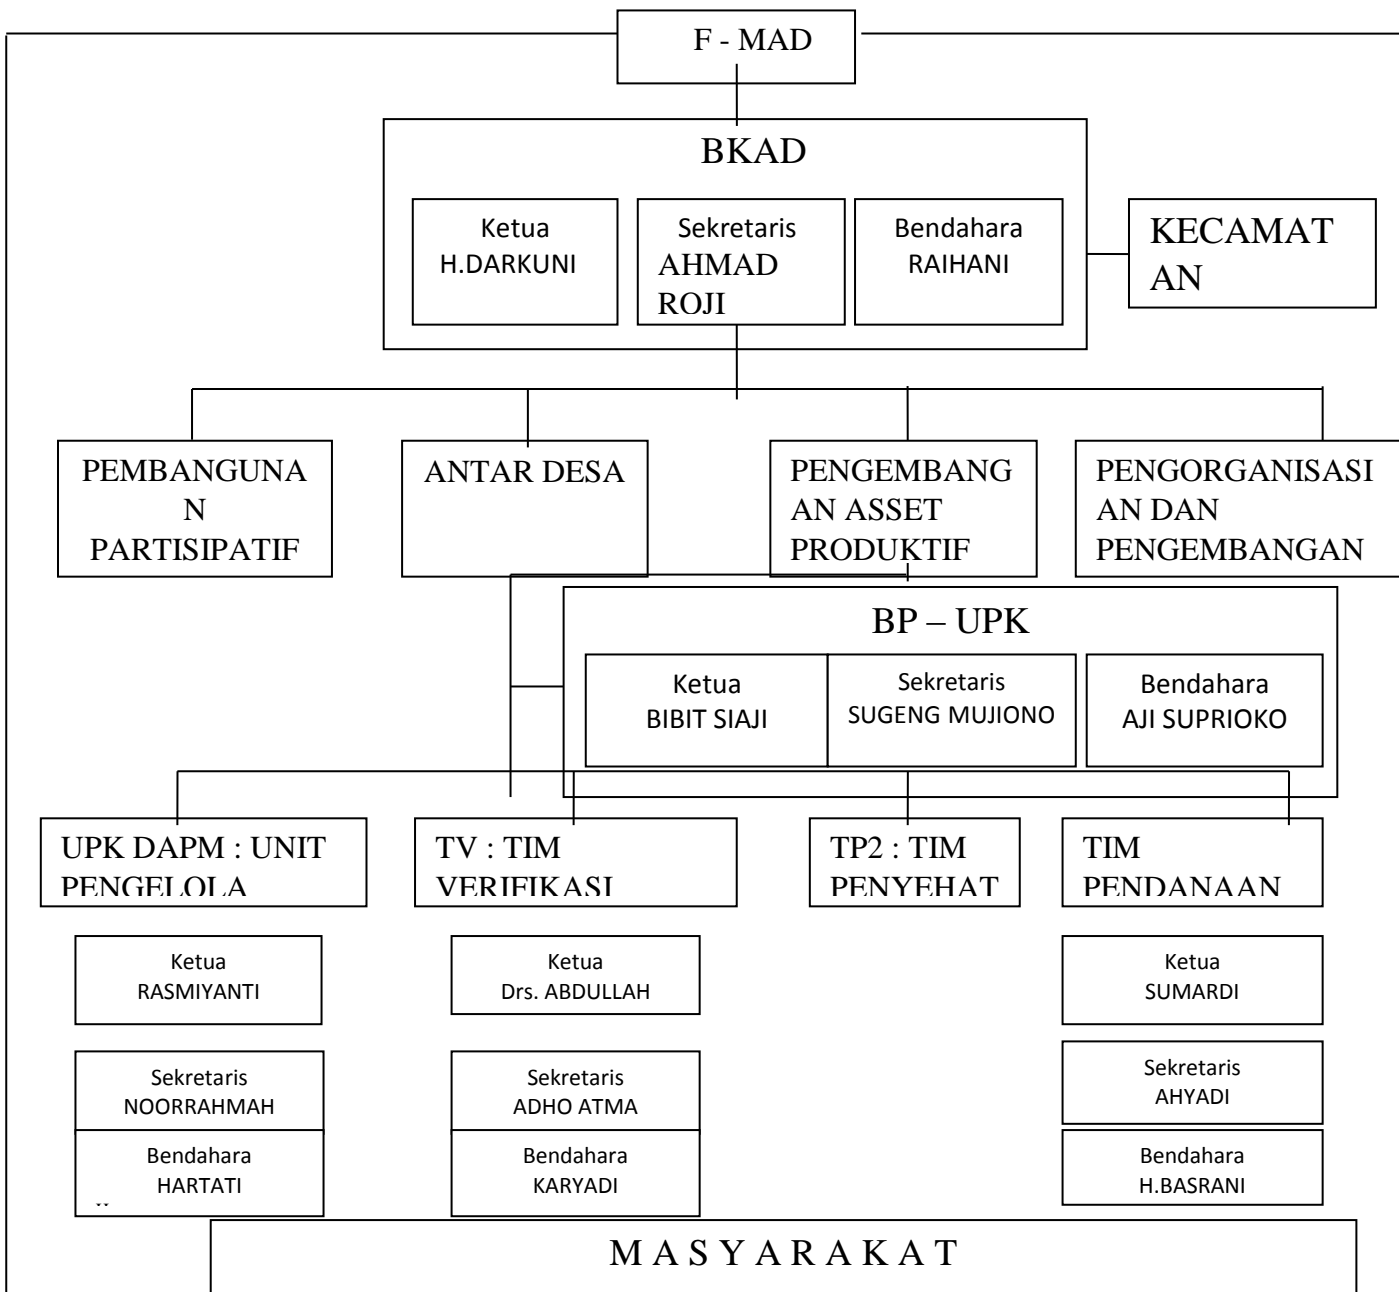 F - MAD
BKAD
Ketua
H.DARKUNI
Sekretaris
AHMAD
ROJI
Bendahara
RAIHANI
KECAMAT
AN
PEMBANGUNA
N
PARTISIPATIF
ANTAR DESA
PENGEMBANG
AN ASSET
PRODUKTIF
PENGORGANISASI
AN DAN
PENGEMBANGAN
BP – UPK
Ketua
BIBIT SIAJI
Sekretaris
SUGENG MUJIONO
Bendahara
AJI SUPRIOKO
UPK DAPM : UNIT
PENGELOLA
TV : TIM
VERIFIKASI
TP2 : TIM
PENYEHAT
TIM
PENDANAAN
Ketua
RASMIYANTI
Sekretaris
NOORRAHMAH
Bendahara
HARTATI
Ketua
Drs. ABDULLAH
Sekretaris
ADHO ATMA
Bendahara
KARYADI
Ketua
SUMARDI
Sekretaris
AHYADI
Bendahara
H.BASRANI
M A S Y A R A K A T